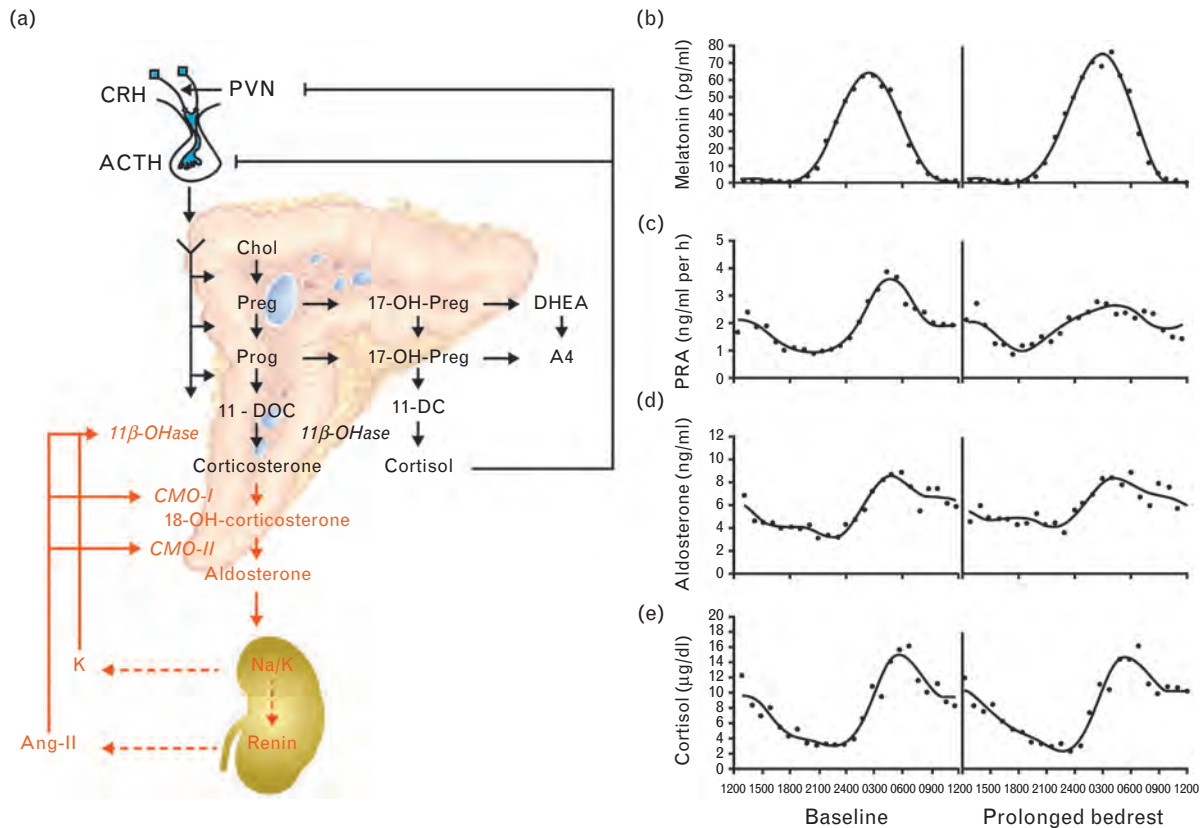 (a)
CRH
PVN
ACTH
Chol
Preg
17-OH-Preg
DHEA
Prog
17-OH-Preg
A4
11 - DOC
11-DC
11β-OHase
11β-OHase
Corticosterone
Cortisol
CMO-I
18-OH-corticosterone
CMO-II
Aldosterone
K
Na/K
Ang-II
Renin
(b)
Melatonin (pg/ml)
80
70
60
50
40
30
20
10
0
(c)
PRA (ng/ml per h)
5
4
3
2
1
0
(d)
Aldosterone (ng/ml)
12
10
8
6
4
2
0
(e)
Cortisol (µg/dl)
20
18
16
14
12
10
8
6
4
2
0
1200 1500 1800 2100 2400 0300 0600 0900 1200 1500 1800 2100 2400 0300 0600 0900 1200
Baseline
Prolonged bedrest